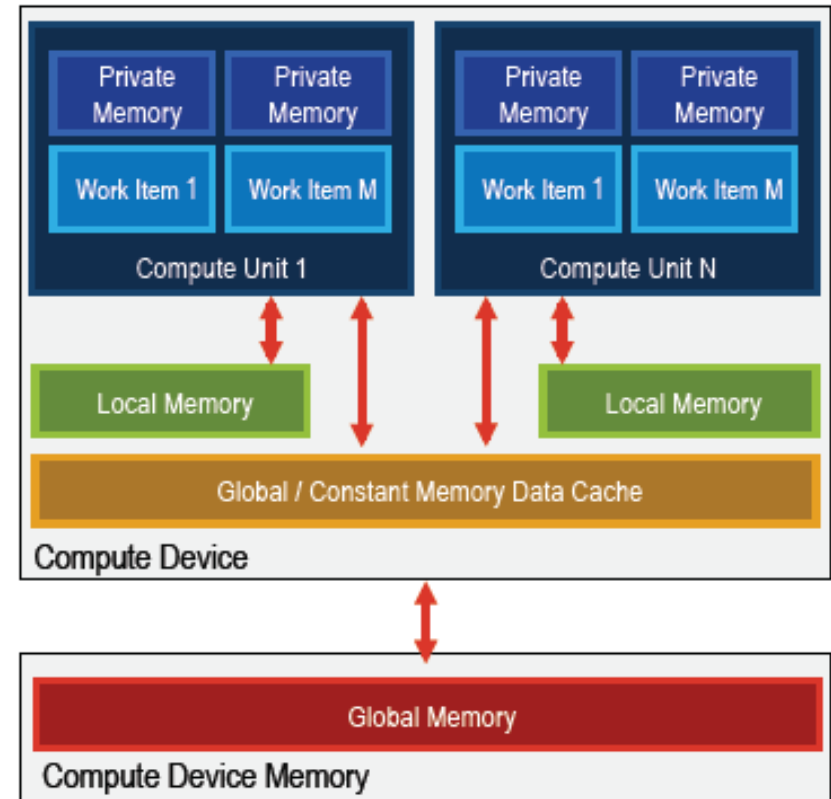 Private Memory
Private Memory
Private Memory
Private Memory
Work Item 1
Work Item M
Work Item 1
Work Item M
Compute Unit 1
Compute Unit N
Local Memory
Local Memory
Global / Constant Memory Data Cache
Compute Device
Global Memory
Compute Device Memory